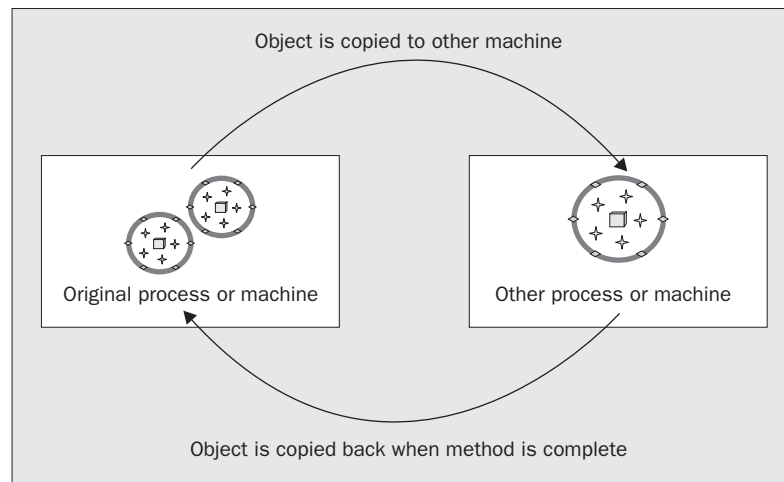 Object is copied to other machine
Original process or machine
Other process or machine
Object is copied back when method is complete